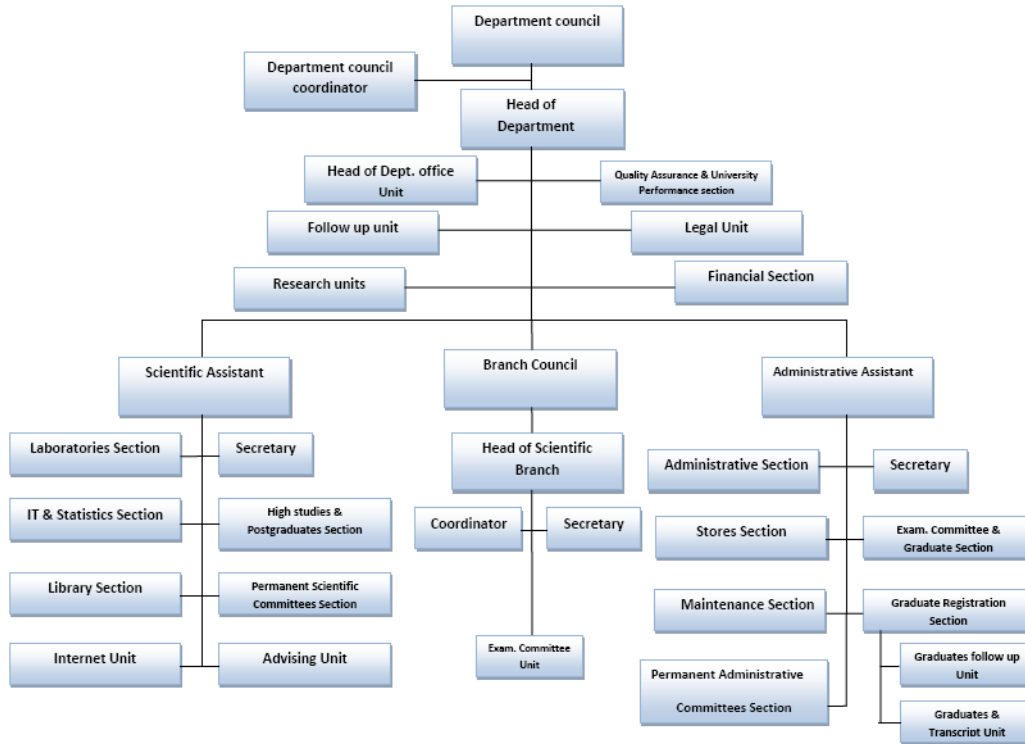 Department council
Department council
coordinator
Head of
Department
Head of Dept. office
Unit
Quality Assurance & University
Performance section
Follow up unit
Legal Unit
Research units
Financial Section
Scientific Assistant
Branch Council
Administrative Assistant
Laboratories Section
Secretary
Head of Scientific
Branch
Administrative Section
Secretary
IT & Statistics Section
High studies &
Postgraduates Section
Coordinator
Secretary
Stores Section
Exam. Committee &
Graduate Section
Library Section
Permanent Scientific
Committees Section
Maintenance Section
Graduate Registration
Section
Internet Unit
Advising Unit
Exam. Committee
Unit
Permanent Administrative
Committees Section
Graduates follow up
Unit
Graduates &
Transcript Unit